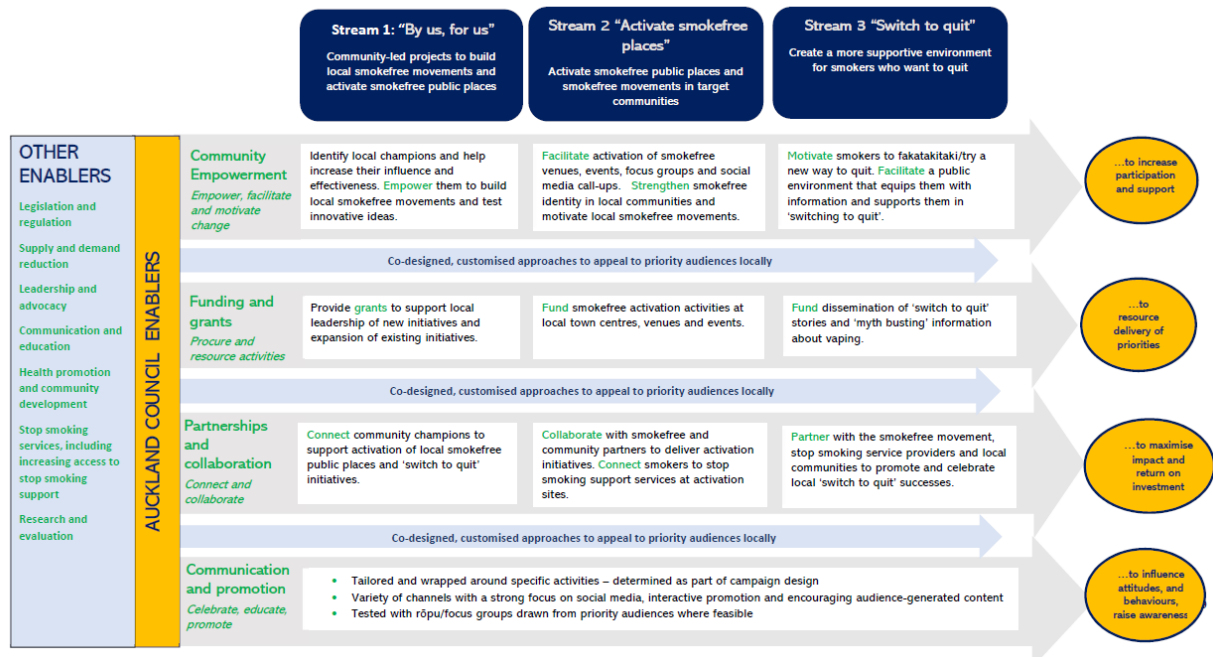 Stream 1: “By us, for us”
Community-led projects to build
local smokefree movements and
activate smokefree public places
Stream 2 “Activate smokefree
places”
Activate smokefree public places and
smokefree movements in target
communities
Stream 3 “Switch to quit”
Create a more supportive environment
for smokers who want to quit
OTHER
ENABLERS
Legislation and
regulation
Supply and demand
reduction
Leadership and
advocacy
Communication and
education
Health promotion
and community
development
Stop smoking
services, including
increasing access to
stop smoking
support
Research and
evaluation
AUCKLAND COUNCIL ENABLERS
Community
Empowerment
Empower, facilitate
and motivate
change
Identify local champions and help
increase their influence and
effectiveness. Empower them to build
local smokefree movements and test
innovative ideas.
Facilitate activation of smokefree
venues, events, focus groups and social
media call-ups. Strengthen smokefree
identity in local communities and
motivate local smokefree movements.
Motivate smokers to fakatakitaki/try a
new way to quit. Facilitate a public
environment that equips them with
information and supports them in
‘switching to quit’.
…to increase
participation
and support
Co-designed, customised approaches to appeal to priority audiences locally
Funding and
grants
Procure and
resource activities
Provide grants to support local
leadership of new initiatives and
expansion of existing initiatives.
Fund smokefree activation activities at
local town centres, venues and events.
Fund dissemination of ‘switch to quit’
stories and ‘myth busting’ information
about vaping.
…to
resource
delivery of
priorities
Co-designed, customised approaches to appeal to priority audiences locally
Partnerships
and
collaboration
Connect and
collaborate
Connect community champions to
support activation of local smokefree
public places and ‘switch to quit’
initiatives.
Collaborate with smokefree and
community partners to deliver activation
initiatives. Connect smokers to stop
smoking support services at activation
sites.
Partner with the smokefree movement,
stop smoking service providers and local
communities to promote and celebrate
local ‘switch to quit’ successes.
…to maximise
impact and
return on
investment
Co-designed, customised approaches to appeal to priority audiences locally
Communication
and promotion
Celebrate, educate,
promote
• Tailored and wrapped around specific activities – determined as part of campaign design
• Variety of channels with a strong focus on social media, interactive promotion and encouraging audience-generated content
• Tested with rōpu/focus groups drawn from priority audiences where feasible
…to influence
attitudes, and
behaviours,
raise awareness